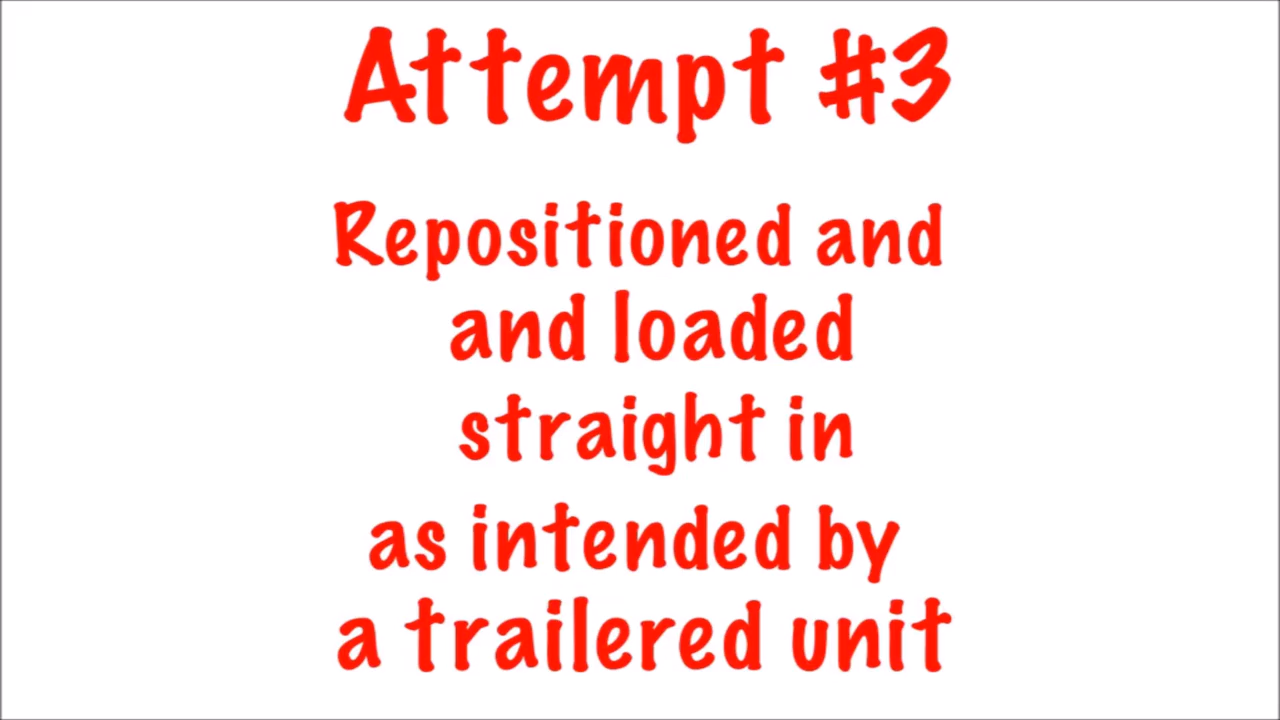 Attempt #3
Repositioned and
and loaded
straight in
as intended by
a trailered unit